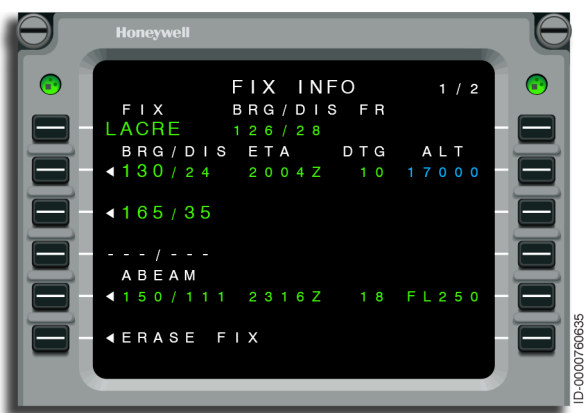 Honeywell
FIX INFO 1/2
FIX BRG/DIS FR
LACRE 126/28
BRG/DIS ETA DTG ALT
◄130/24 2004Z 10 17000
◄165/35
---/---
ABEAM
◄150/111 2316Z 18 FL250
◄ERASE FIX
ID-0000760635